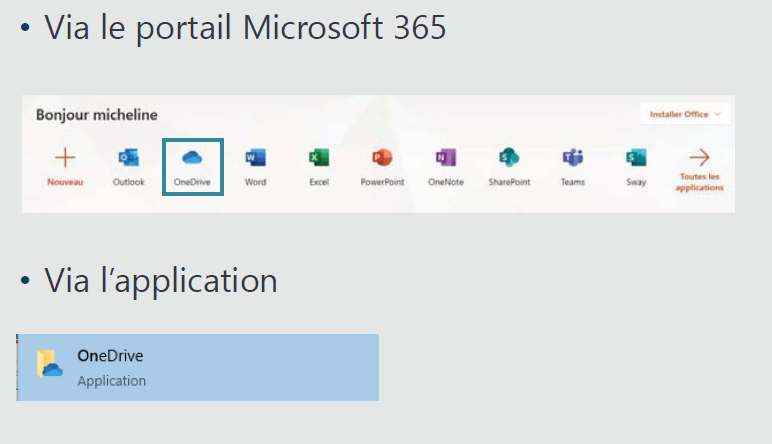 • Via le portail Microsoft 365
Bonjour micheline
Installer Office
Nouveau Outlook OneDrive Word Excel PowerPoint OneNote SharePoint Teams Sway Toutes les
applications
• Via l'application
OneDrive
Application